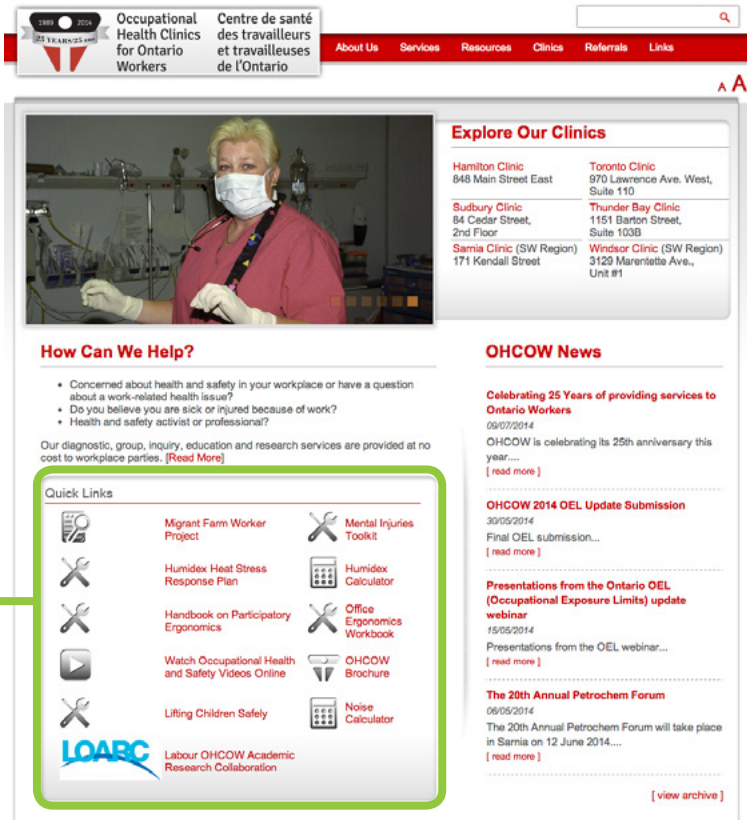 1989 2014
25 YEARS/25 ANS
Occupational
Health Clinics
for Ontario
Workers
Centre de santé
des travailleurs
et travailleuses
de l'Ontario
About Us Services Resources Clinics Referrals Links
A A
Explore Our Clinics
Hamilton Clinic
848 Main Street East
Toronto Clinic
970 Lawrence Ave. West,
Suite 110
Sudbury Clinic
84 Cedar Street,
2nd Floor
Thunder Bay Clinic
1151 Barton Street,
Suite 103B
Sarnia Clinic (SW Region)
171 Kendall Street
Windsor Clinic (SW Region)
3129 Marentette Ave.,
Unit #1
How Can We Help?
• Concerned about health and safety in your workplace or have a question
about a work-related health issue?
• Do you believe you are sick or injured because of work?
• Health and safety activist or professional?
Our diagnostic, group, inquiry, education and research services are provided at no
cost to workplace parties. [Read More]
Quick Links
Migrant Farm Worker
Project
Mental Injuries
Toolkit
Humidex Heat Stress
Response Plan
Humidex
Calculator
Handbook on Participatory
Ergonomics
Office
Ergonomics
Workbook
Watch Occupational Health
and Safety Videos Online
OHCOW
Brochure
Lifting Children Safely
Noise
Calculator
LOARC
Labour OHCOW Academic
Research Collaboration
OHCOW News
Celebrating 25 Years of providing services to
Ontario Workers
09/07/2014
OHCOW is celebrating its 25th anniversary this
year....
[ read more ]
OHCOW 2014 OEL Update Submission
30/05/2014
Final OEL submission...
[ read more ]
Presentations from the Ontario OEL
(Occupational Exposure Limits) update
webinar
15/05/2014
Presentations from the OEL webinar...
[ read more ]
The 20th Annual Petrochem Forum
06/05/2014
The 20th Annual Petrochem Forum will take place
in Sarnia on 12 June 2014....
[ read more ]
[ view archive ]